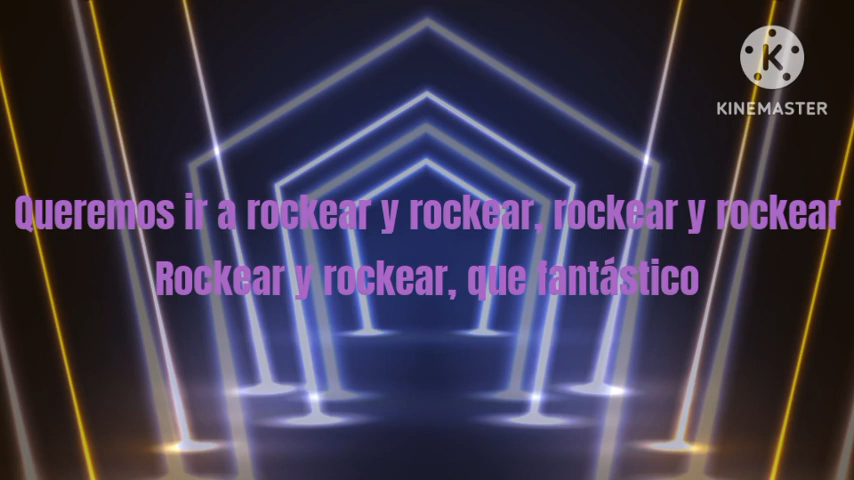 KINEMASTER
Queremos ir a rockear y rockear, rockear y rockear
Rockear y rockear, que fantástico